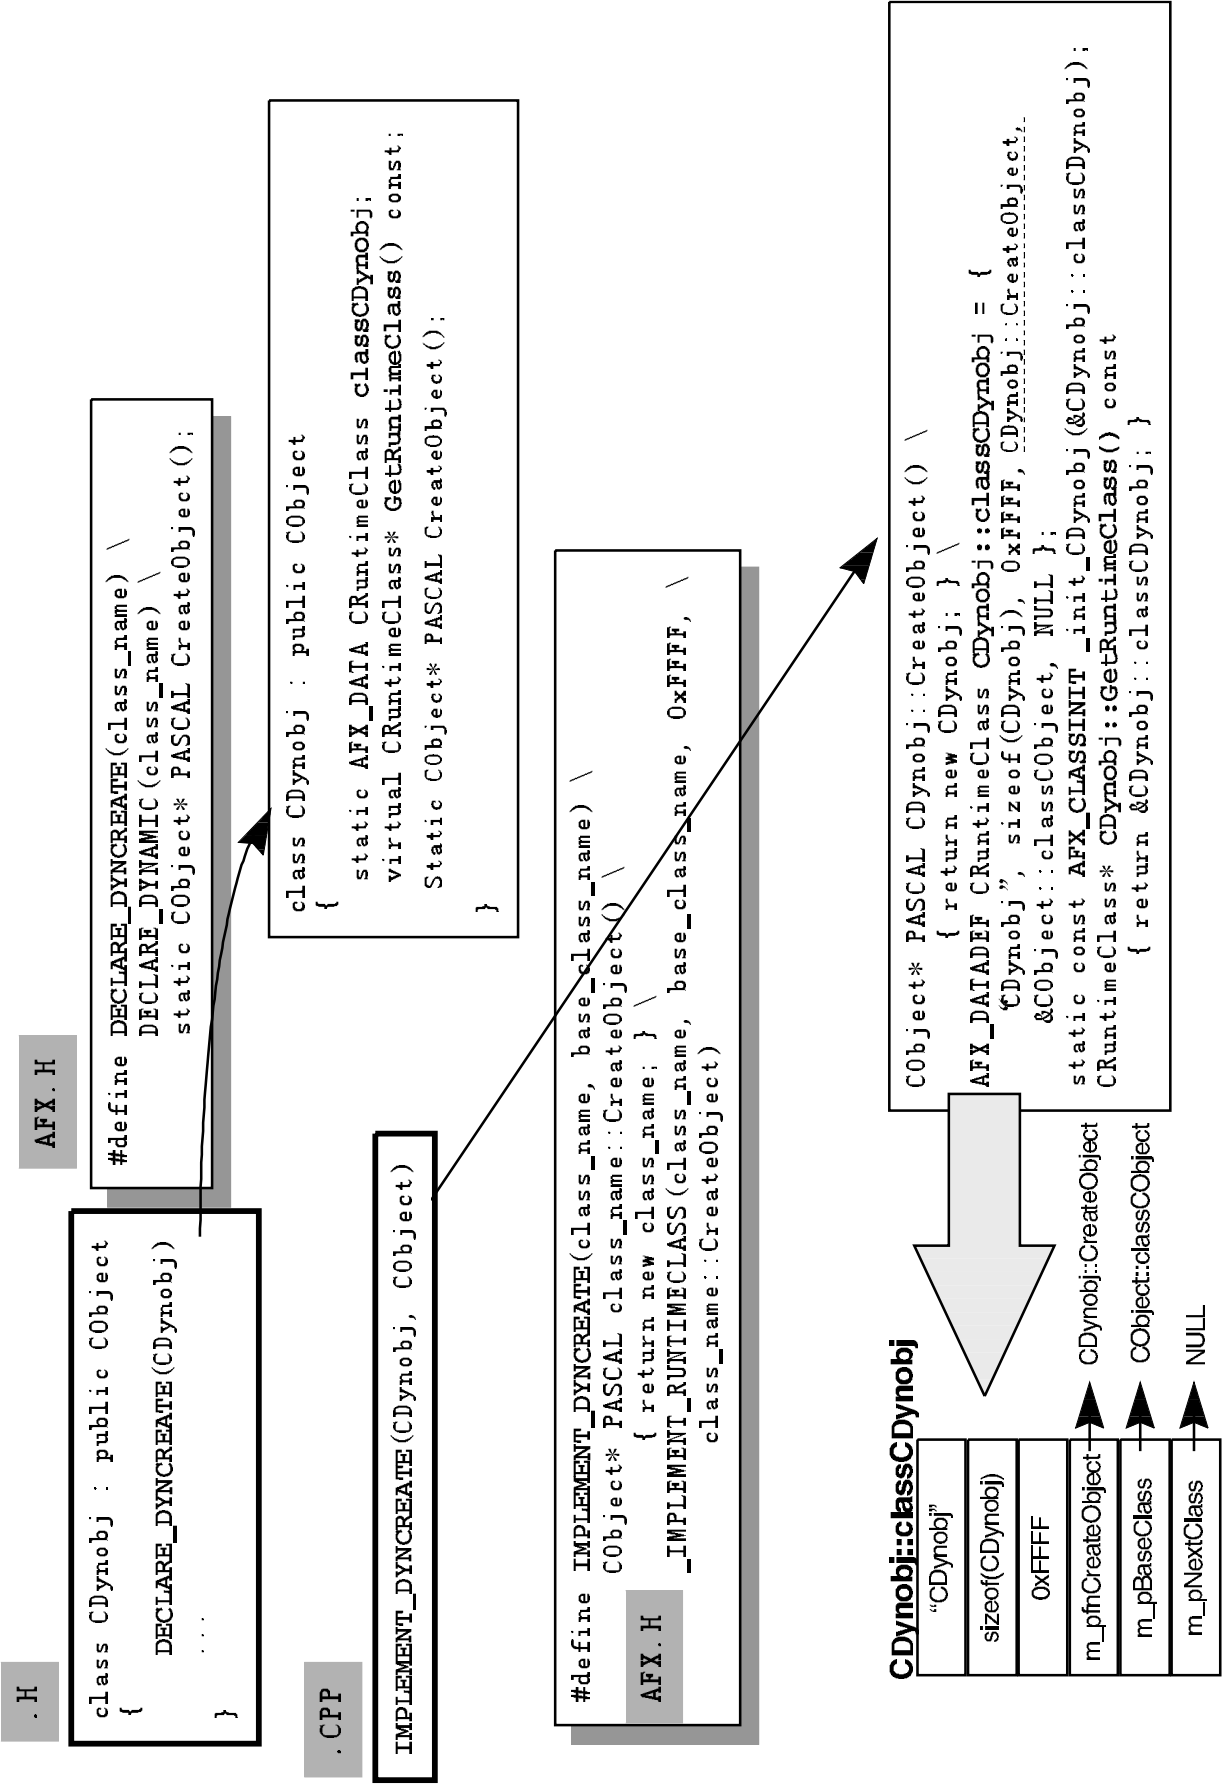 .H
class CDynobj : public CObject
{
DECLARE_DYNCREATE(CDynobj)
...
}
AFX.H
#define DECLARE_DYNCREATE(class_name) \
DECLARE_DYNAMIC(class_name) \
static CObject* PASCAL CreateObject();
class CDynobj : public CObject
{
static AFX_DATA CRuntimeClass classCDynobj;
virtual CRuntimeClass* GetRuntimeClass() const;
Static CObject* PASCAL CreateObject();
}
.CPP
IMPLEMENT_DYNCREATE(CDynobj, CObject)
#define IMPLEMENT_DYNCREATE(class_name, base_class_name) \
CObject* PASCAL class_name::CreateObject() \
{ return new class_name; } \
_IMPLEMENT_RUNTIMECLASS(class_name, base_class_name, 0xFFFF, \
class_name::CreateObject)
AFX.H
CObject* PASCAL CDynobj::CreateObject() \
{ return new CDynobj; } \
AFX_DATADEF CRuntimeClass CDynobj::classCDynobj = {
“CDynobj”, sizeof(CDynobj), 0xFFFF, CDynobj::CreateObject,
&CObject::classCObject, NULL };
static const AFX_CLASSINIT _init_CDynobj(&CDynobj::classCDynobj);
CRuntimeClass* CDynobj::GetRuntimeClass() const
{ return &CDynobj::classCDynobj; }
CDynobj::classCDynobj
“CDynobj”
sizeof(CDynobj)
0xFFFF
m_pfnCreateObject CDynobj::CreateObject
m_pBaseClass CObject::classCObject
m_pNextClass NULL